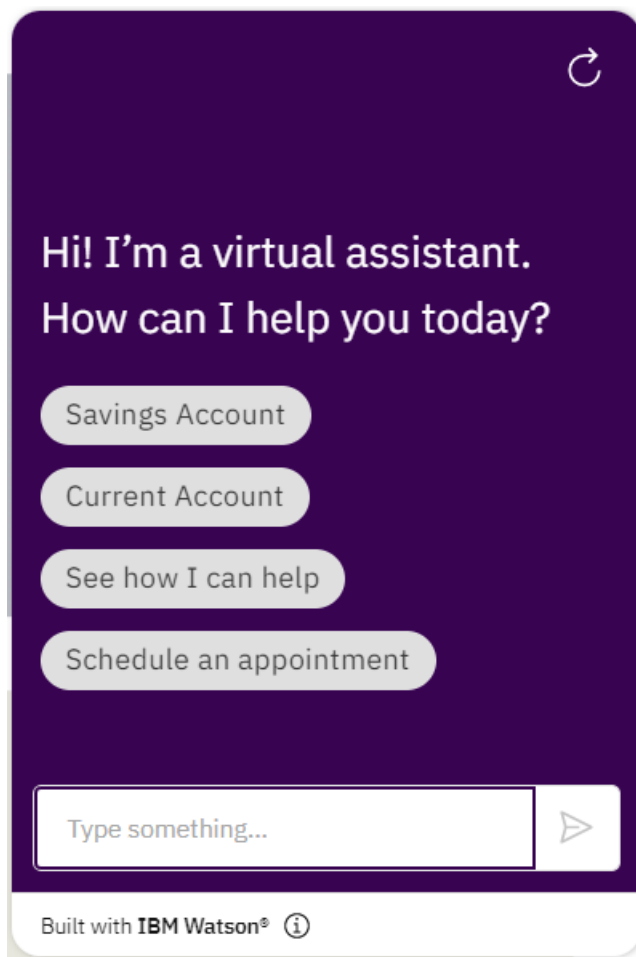 Hi! I’m a virtual assistant.
How can I help you today?
Savings Account
Current Account
See how I can help
Schedule an appointment
Type something...
Built with IBM Watson®